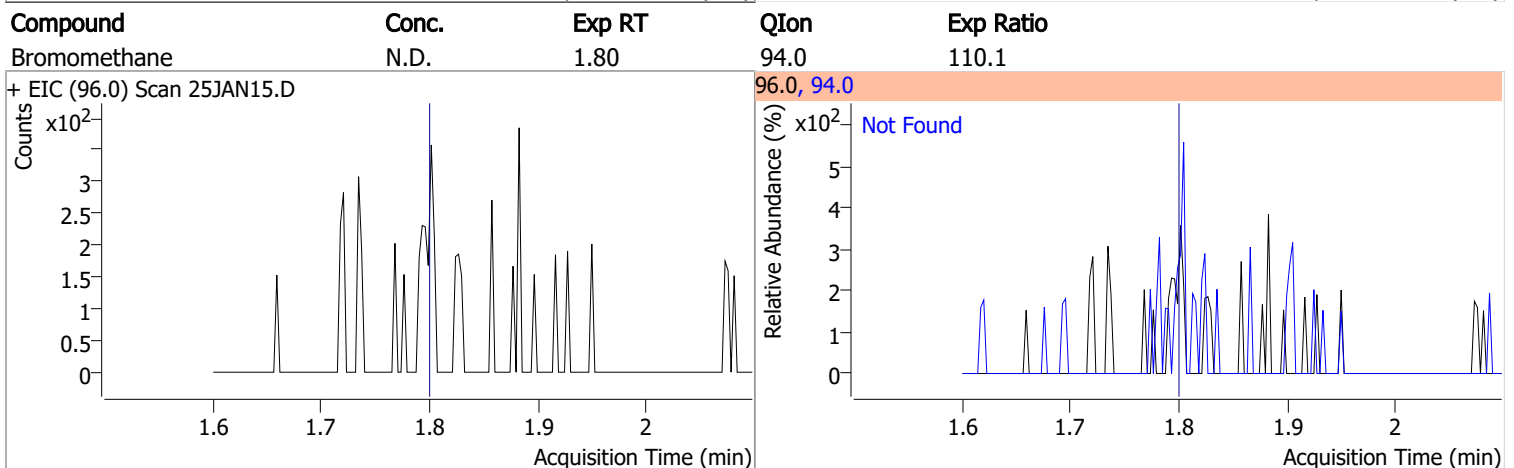 Compound Conc. Exp RT QIon Exp Ratio
Bromomethane N.D. 1.80 94.0 110.1
+ EIC (96.0) Scan 25JAN15.D
Counts
x10²
3
2.5
2
1.5
1
0.5
0
1.6 1.7 1.8 1.9 2
Acquisition Time (min)
96.0, 94.0
Relative Abundance (%)
x10²
Not Found
5
4
3
2
1
0
1.6 1.7 1.8 1.9 2
Acquisition Time (min)